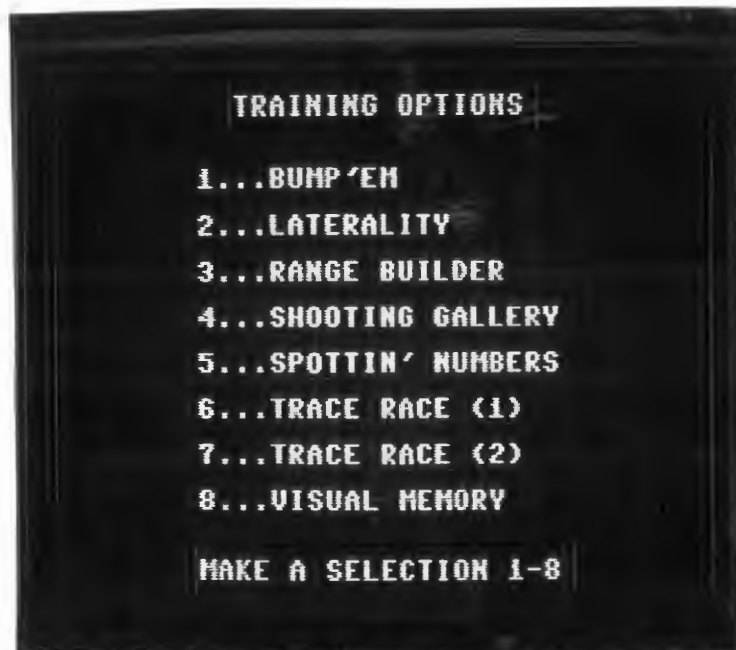 TRAINING OPTIONS
1...BUMP'EM
2...LATERALITY
3...RANGE BUILDER
4...SHOOTING GALLERY
5...SPOTTIN' NUMBERS
6...TRACE RACE (1)
7...TRACE RACE (2)
8...VISUAL MEMORY
MAKE A SELECTION 1-8